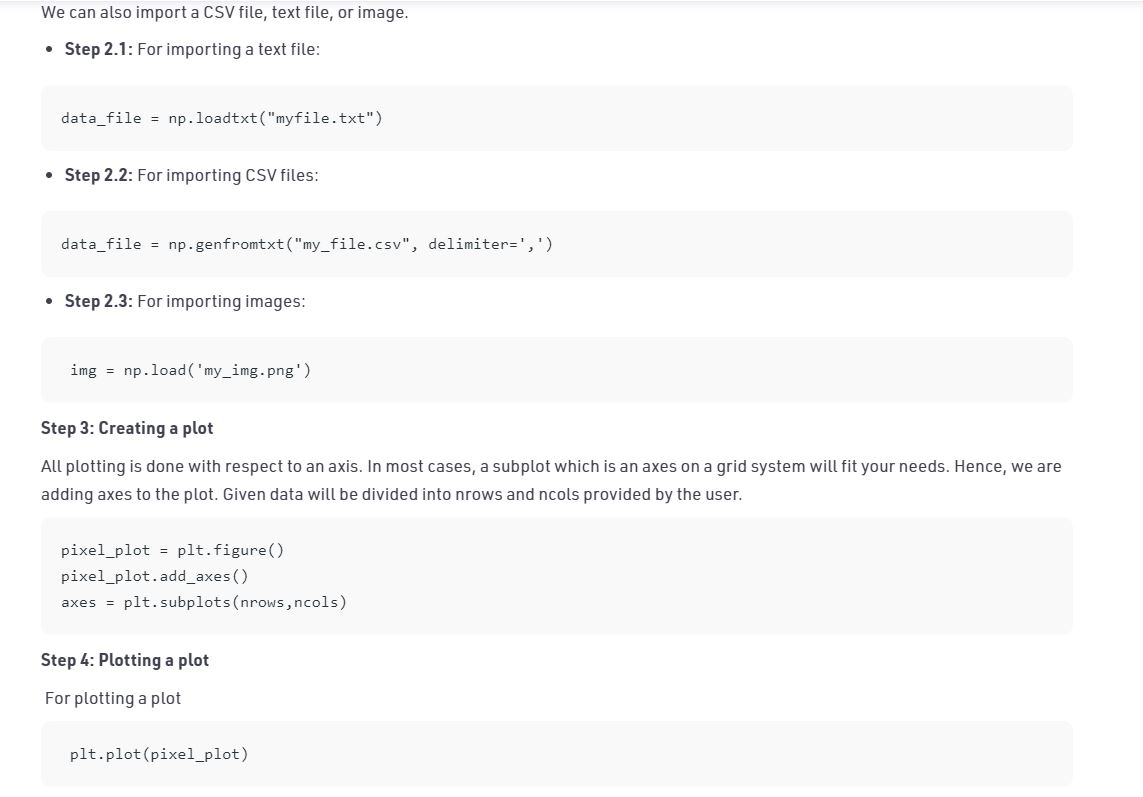 We can also import a CSV file, text file, or image.
• Step 2.1: For importing a text file:
data_file = np.loadtxt("myfile.txt")
• Step 2.2: For importing CSV files:
data_file = np.genfromtxt("my_file.csv", delimiter=',')
• Step 2.3: For importing images:
img = np.load('my_img.png')
Step 3: Creating a plot
All plotting is done with respect to an axis. In most cases, a subplot which is an axes on a grid system will fit your needs. Hence, we are
adding axes to the plot. Given data will be divided into nrows and ncols provided by the user.
pixel_plot = plt.figure()
pixel_plot.add_axes()
axes = plt.subplots(nrows,ncols)
Step 4: Plotting a plot
For plotting a plot
plt.plot(pixel_plot)